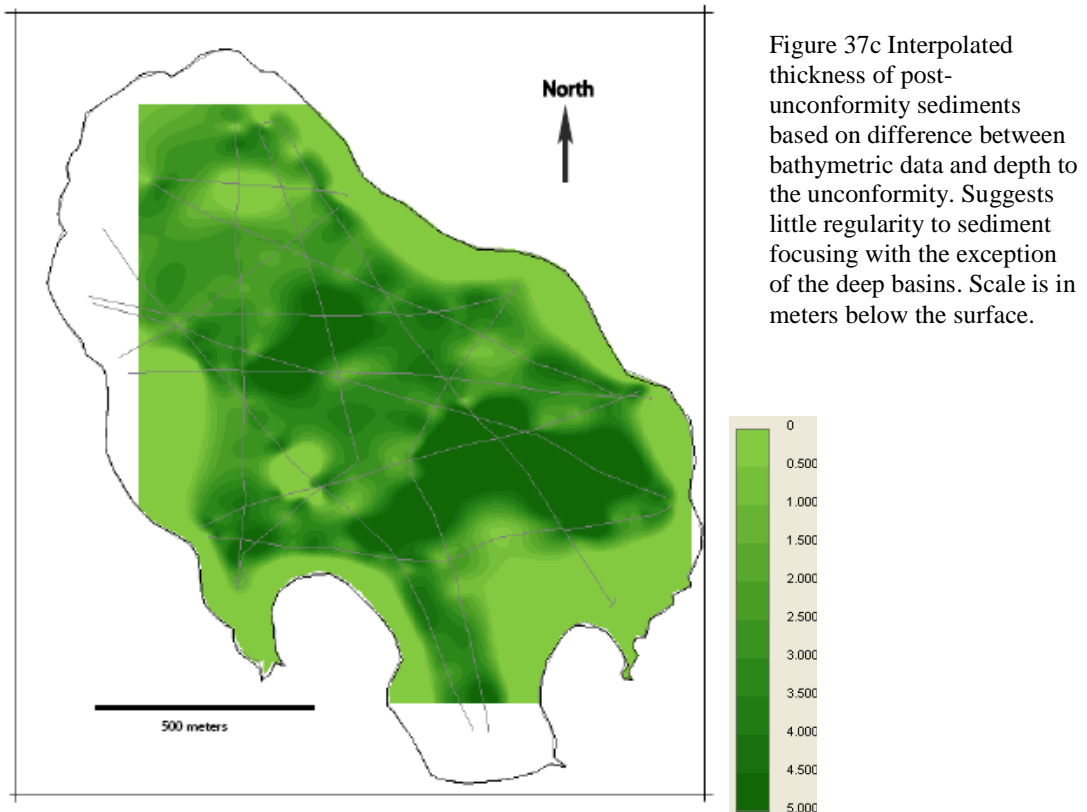 Figure 37c Interpolated
thickness of post-
unconformity sediments
based on difference between
bathymetric data and depth to
the unconformity. Suggests
little regularity to sediment
focusing with the exception
of the deep basins. Scale is in
meters below the surface.
North
500 meters
0
0.500
1.000
1.500
2.000
2.500
3.000
3.500
4.000
4.500
5.000